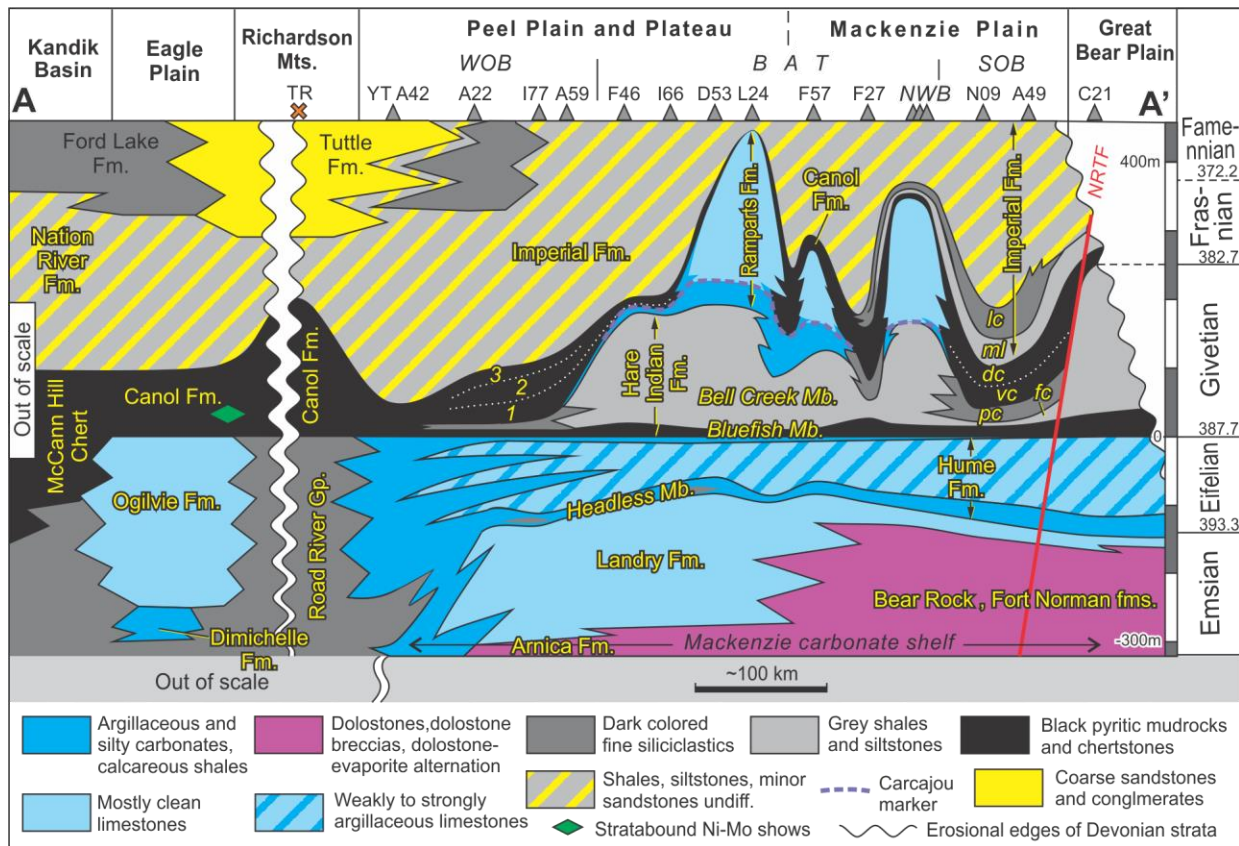 Peel Plain and Plateau
Mackenzie Plain
Great
Bear Plain
Kandik
Basin
Eagle
Plain
Richardson
Mts.
WOB
B A T
SOB
A
TR
YT A42
A22
I77
A59
F46
I66
D53
L24
F57
F27
NWB
N09
A49
C21
A'
Ford Lake
Fm.
Tuttle
Fm.
Nation
River
Fm.
Imperial Fm.
Ramparts Fm.
Canol
Fm.
Imperial Fm.
NRTF
400m
Fame-
nnian
372.2
Fras-
nian
382.7
Givetian
Out of scale
McCann Hill
Chert
Canol Fm.
Canol Fm.
3
2
1
Hare
Indian
Fm.
Bell Creek Mb.
Bluefish Mb.
lc
ml
dc
vc
fc
pc
0
387.7
Eifelian
393.3
Ogilvie Fm.
Road River Gp.
Headless Mb.
Hume
Fm.
Landry Fm.
Bear Rock , Fort Norman fms.
Emsian
Dimichelle
Fm.
Arnica Fm.
Mackenzie carbonate shelf
-300m
Out of scale
~100 km
Argillaceous and
silty carbonates,
calcareous shales
Dolostones,dolostone
breccias, dolostone-
evaporite alternation
Dark colored
fine siliciclastics
Grey shales
and siltstones
Black pyritic mudrocks
and chertstones
Mostly clean
limestones
Weakly to strongly
argillaceous limestones
Shales, siltstones, minor
sandstones undiff.
Carcajou
marker
Coarse sandstones
and conglmerates
Stratabound Ni-Mo shows
Erosional edges of Devonian strata